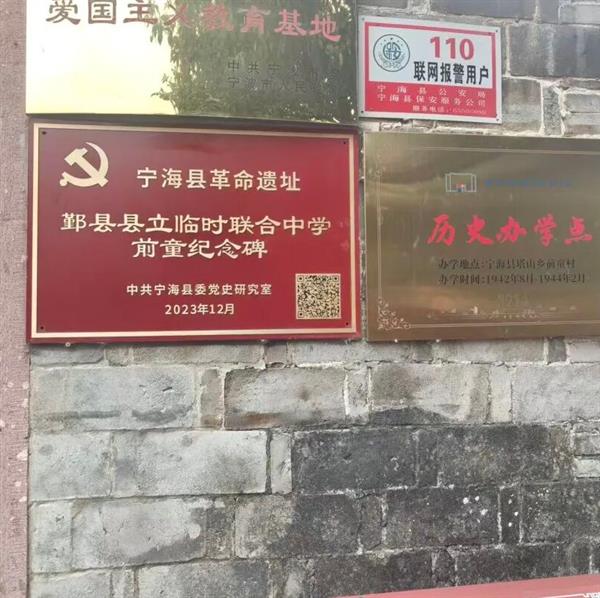 爱国主义教育基地
中共宁
110
联网报警用户
宁海县公安局
宁海县保安服务公司
宁海县革命遗址
鄞县县立临时联合中学
前童纪念碑
中共宁海县委党史研究室
2023年12月
历史办学点
办学地点:宁海县塔山乡前童村
办学时间:1942年8月-1944年2月